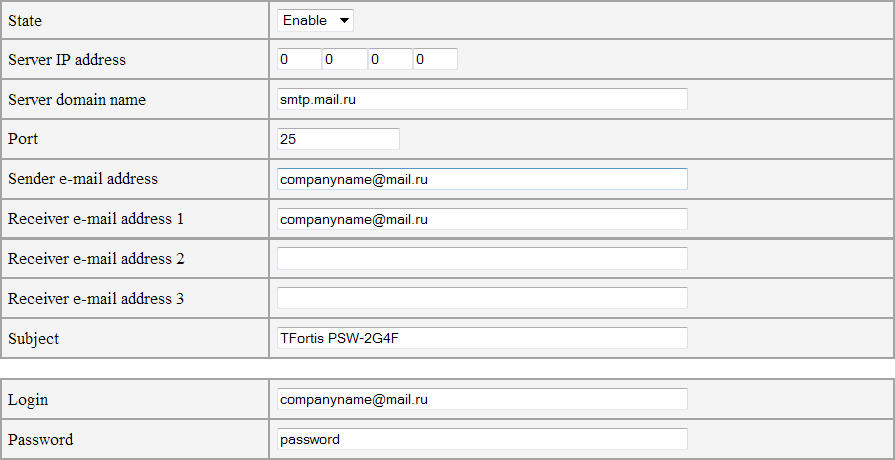 State Enable
Server IP address 0 0 0 0
Server domain name smtp.mail.ru
Port 25
Sender e-mail address companyname@mail.ru
Receiver e-mail address 1 companyname@mail.ru
Receiver e-mail address 2
Receiver e-mail address 3
Subject TFortis PSW-2G4F
Login companyname@mail.ru
Password password